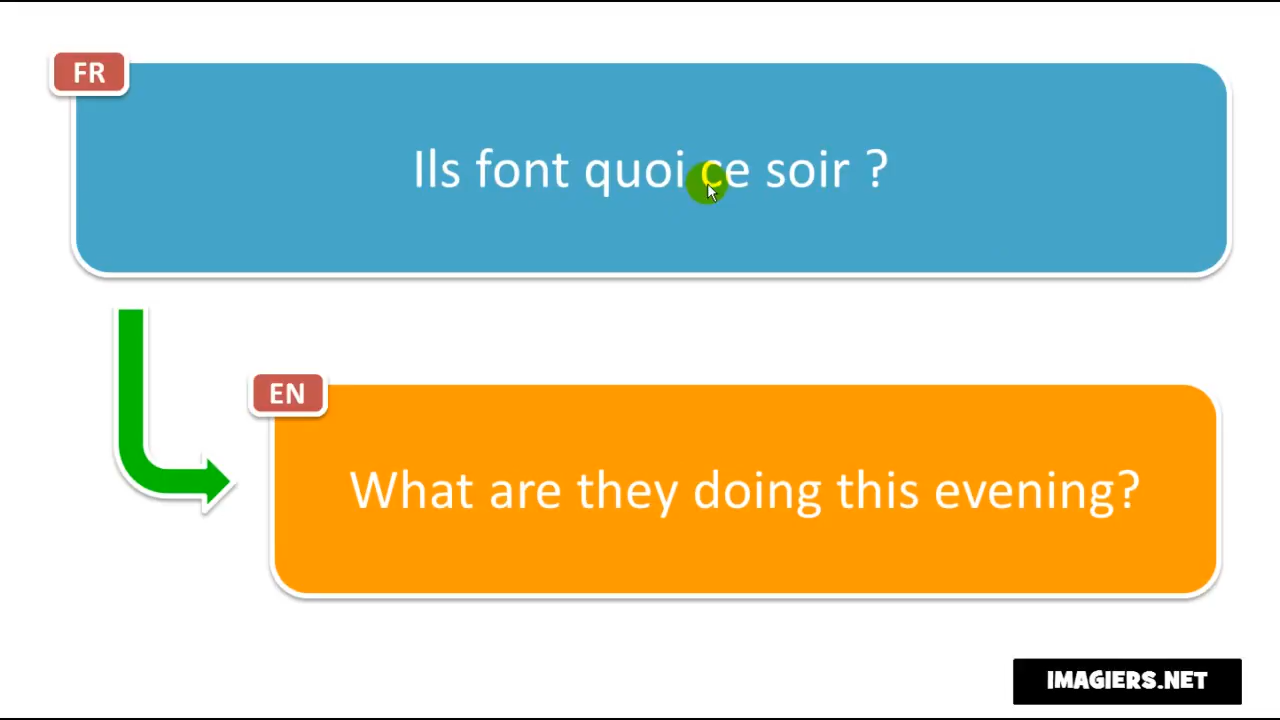 FR
Ils font quoi ce soir ?
EN
What are they doing this evening?
IMAGIERS.NET